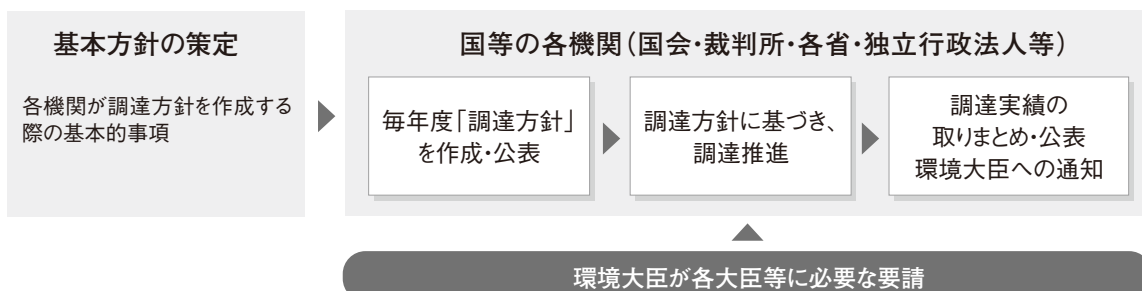 基本方針の策定
各機関が調達方針を作成する
際の基本的事項
国等の各機関(国会・裁判所・各省・独立行政法人等)
毎年度「調達方針」
を作成・公表
調達方針に基づき、
調達推進
調達実績の
取りまとめ・公表
環境大臣への通知
環境大臣が各大臣等に必要な要請